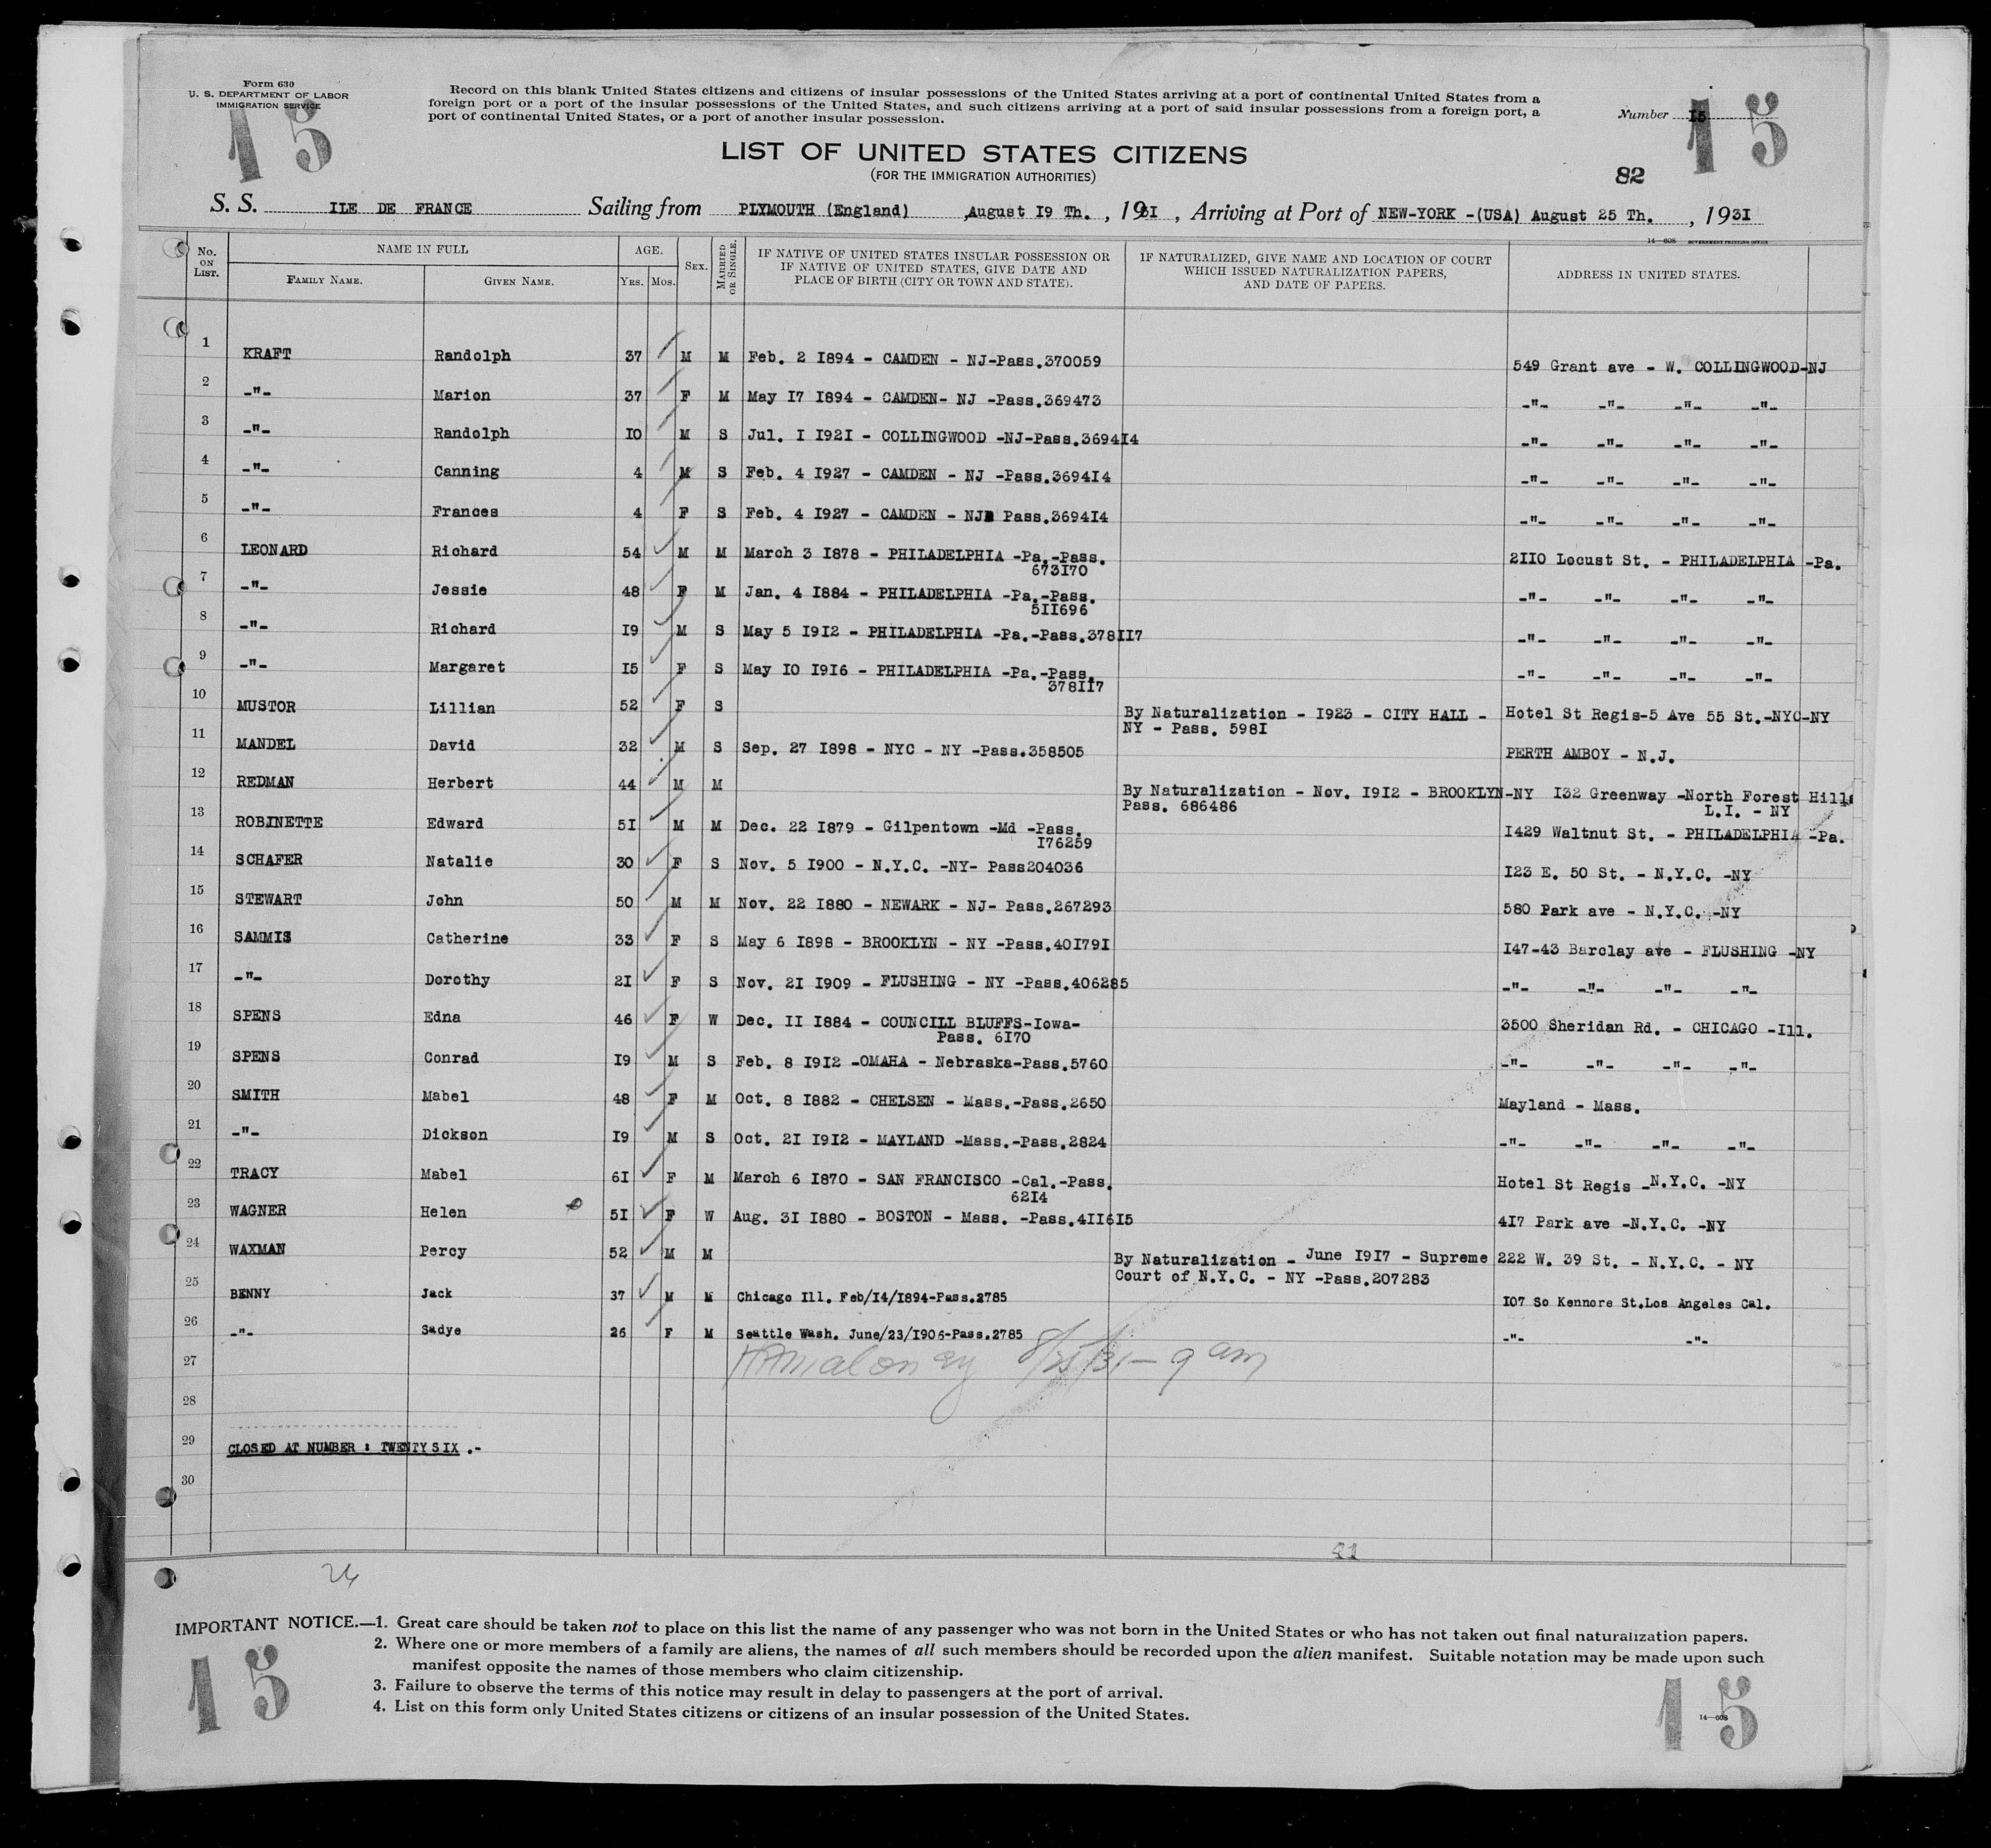 Form 630
U. S. DEPARTMENT OF LABOR
IMMIGRATION SERVICE
15
Record on this blank United States citizens and citizens of insular possessions of the United States arriving at a port of continental United States from a
foreign port or a port of the insular possessions of the United States, and such citizens arriving at a port of said insular possessions from a foreign port, a
port of continental United States, or a port of another insular possession.
Number 15
15
LIST OF UNITED STATES CITIZENS
(FOR THE IMMIGRATION AUTHORITIES)
82
S. S. ILE DE FRANCE Sailing from PLYMOUTH (England) ,August I9 Th. , 1931 , Arriving at Port of NEW-YORK -(USA) August 25 Th. , 1931
14—608 GOVERNMENT PRINTING OFFICE
No. ON LIST. NAME IN FULL FAMILY NAME. GIVEN NAME. AGE. YRS. MOS. SEX. MARRIED OR SINGLE. IF NATIVE OF UNITED STATES INSULAR POSSESSION OR IF NATIVE OF UNITED STATES, GIVE DATE AND PLACE OF BIRTH (CITY OR TOWN AND STATE). IF NATURALIZED, GIVE NAME AND LOCATION OF COURT WHICH ISSUED NATURALIZATION PAPERS, AND DATE OF PAPERS. ADDRESS IN UNITED STATES.
1 KRAFT Randolph 37 M M Feb. 2 I894 - CAMDEN - NJ-Pass.370059 549 Grant ave - W. COLLINGWOOD-NJ
2 -"- Marion 37 F M May I7 I894 - CAMDEN- NJ -Pass.369473 -"- -"- -"- -"-
3 -"- Randolph IO M S Jul. I I92I - COLLINGWOOD -NJ-Pass.3694I4 -"- -"- -"- -"-
4 -"- Canning 4 M S Feb. 4 I927 - CAMDEN - NJ -Pass.3694I4 -"- -"- -"- -"-
5 -"- Frances 4 F S Feb. 4 I927 - CAMDEN - NJ Pass.3694I4 -"- -"- -"- -"-
6 LEONARD Richard 54 M M March 3 I878 - PHILADELPHIA -Pa.-Pass. 2IIO Locust St. - PHILADELPHIA -Pa.
673I70
7 -"- Jessie 48 F M Jan. 4 I884 - PHILADELPHIA -Pa.-Pass. -"- -"- -"- -"-
5II696
8 -"- Richard I9 M S May 5 I9I2 - PHILADELPHIA -Pa.-Pass.378II7 -"- -"- -"- -"-
9 -"- Margaret I5 F S May IO I9I6 - PHILADELPHIA -Pa.-Pass. -"- -"- -"- -"-
378II7
10 MUSTOR Lillian 52 F S By Naturalization - I923 - CITY HALL - Hotel St Regis-5 Ave 55 St.-NYC-NY
NY - Pass. 598I
11 MANDEL David 32 M S Sep. 27 I898 - NYC - NY -Pass.358505 PERTH AMBOY - N.J.
12 REDMAN Herbert 44 M M By Naturalization - Nov. I9I2 - BROOKLYN-NY I32 Greenway -North Forest Hills
Pass. 686486 L.I. - NY
13 ROBINETTE Edward 5I M M Dec. 22 I879 - Gilpentown -Md -Pass. I429 Waltnut St. - PHILADELPHIA -Pa.
I76259
14 SCHAFER Natalie 30 F S Nov. 5 I900 - N.Y.C. -NY- Pass204036 I23 E. 50 St. - N.Y.C. -NY
15 STEWART John 50 M M Nov. 22 I880 - NEWARK - NJ- Pass.267293 580 Park ave - N.Y.C. -NY
16 SAMMIS Catherine 33 F S May 6 I898 - BROOKLYN - NY -Pass.40I79I I47-43 Barclay ave - FLUSHING -NY
17 -"- Dorothy 2I F S Nov. 2I I909 - FLUSHING - NY -Pass.406285 -"- -"- -"- -"-
18 SPENS Edna 46 F W Dec. II I884 - COUNCILL BLUFFS-Iowa- 3500 Sheridan Rd. - CHICAGO -Ill.
Pass. 6I70
19 SPENS Conrad I9 M S Feb. 8 I9I2 -OMAHA - Nebraska-Pass.5760 -"- -"- -"- -"-
20 SMITH Mabel 48 F M Oct. 8 I882 - CHELSEN - Mass.-Pass.2650 Mayland - Mass.
21 -"- Dickson I9 M S Oct. 2I I9I2 - MAYLAND -Mass.-Pass.2824 -"- -"- -"- -"-
22 TRACY Mabel 6I F M March 6 I870 - SAN FRANCISCO -Cal.-Pass. Hotel St Regis -N.Y.C. -NY
62I4
23 WAGNER Helen 5I F W Aug. 3I I880 - BOSTON - Mass. -Pass.4II6I5 4I7 Park ave -N.Y.C. -NY
24 WAXMAN Percy 52 M M By Naturalization - June I9I7 - Supreme 222 W. 39 St. - N.Y.C. - NY
Court of N.Y.C. - NY -Pass.207283
25 BENNY Jack 37 M M Chicago Ill. Feb/I4/I894-Pass.2785 I07 So Kenmore St.Los Angeles Cal.
26 -"- Sadye 26 F M Seattle Wash. June/23/I906-Pass.2785 -"- -"-
27 Maloney 8/25/31 - 9 am
28
29 CLOSED AT NUMBER : TWENTYSIX .-
30
41
26
IMPORTANT NOTICE.—1. Great care should be taken not to place on this list the name of any passenger who was not born in the United States or who has not taken out final naturalization papers.
2. Where one or more members of a family are aliens, the names of all such members should be recorded upon the alien manifest. Suitable notation may be made upon such
manifest opposite the names of those members who claim citizenship.
3. Failure to observe the terms of this notice may result in delay to passengers at the port of arrival.
4. List on this form only United States citizens or citizens of an insular possession of the United States.
15
15
14—608